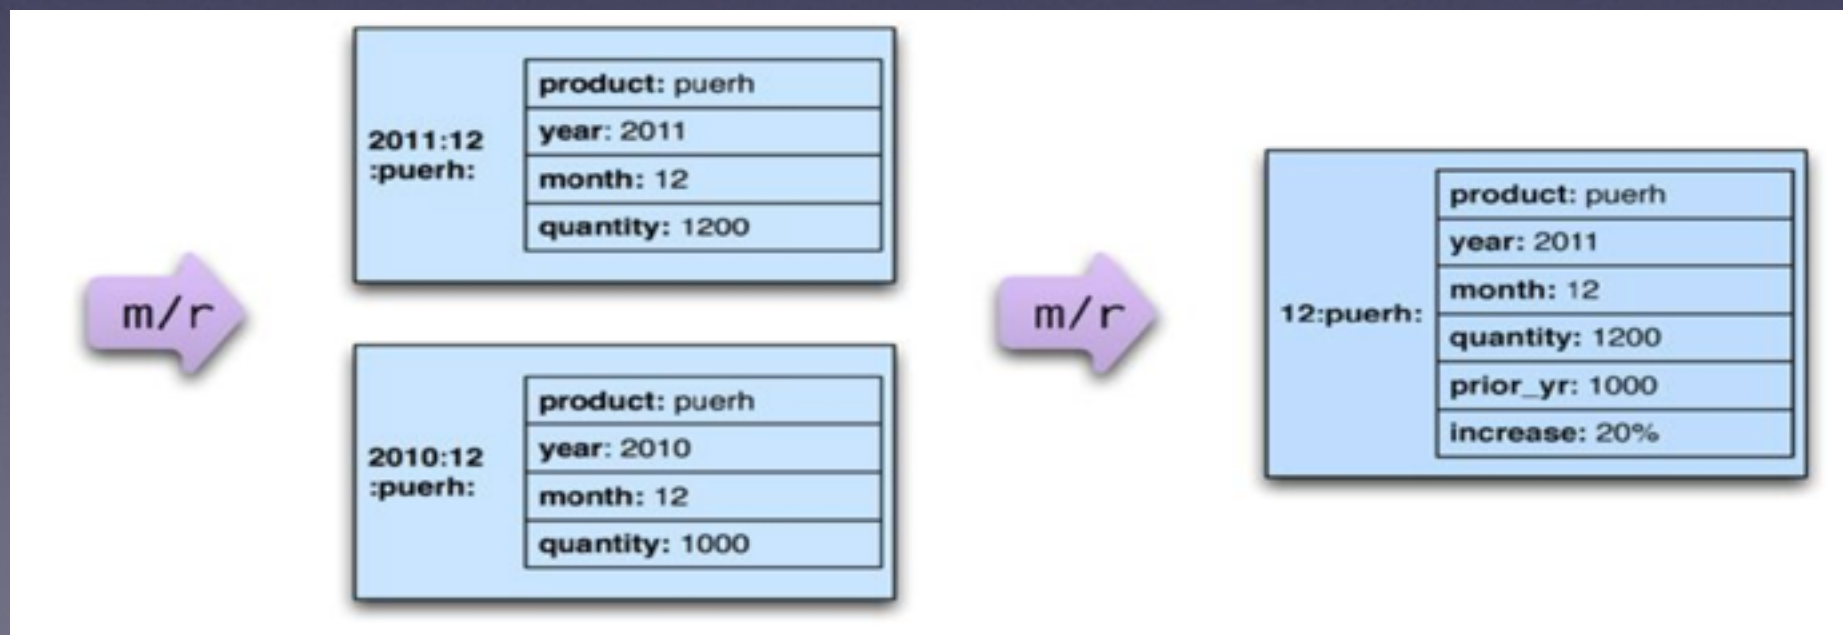 m/r
2011:12
:puerh:
product: puerh
year: 2011
month: 12
quantity: 1200
2010:12
:puerh:
product: puerh
year: 2010
month: 12
quantity: 1000
m/r
12:puerh:
product: puerh
year: 2011
month: 12
quantity: 1200
prior_yr: 1000
increase: 20%